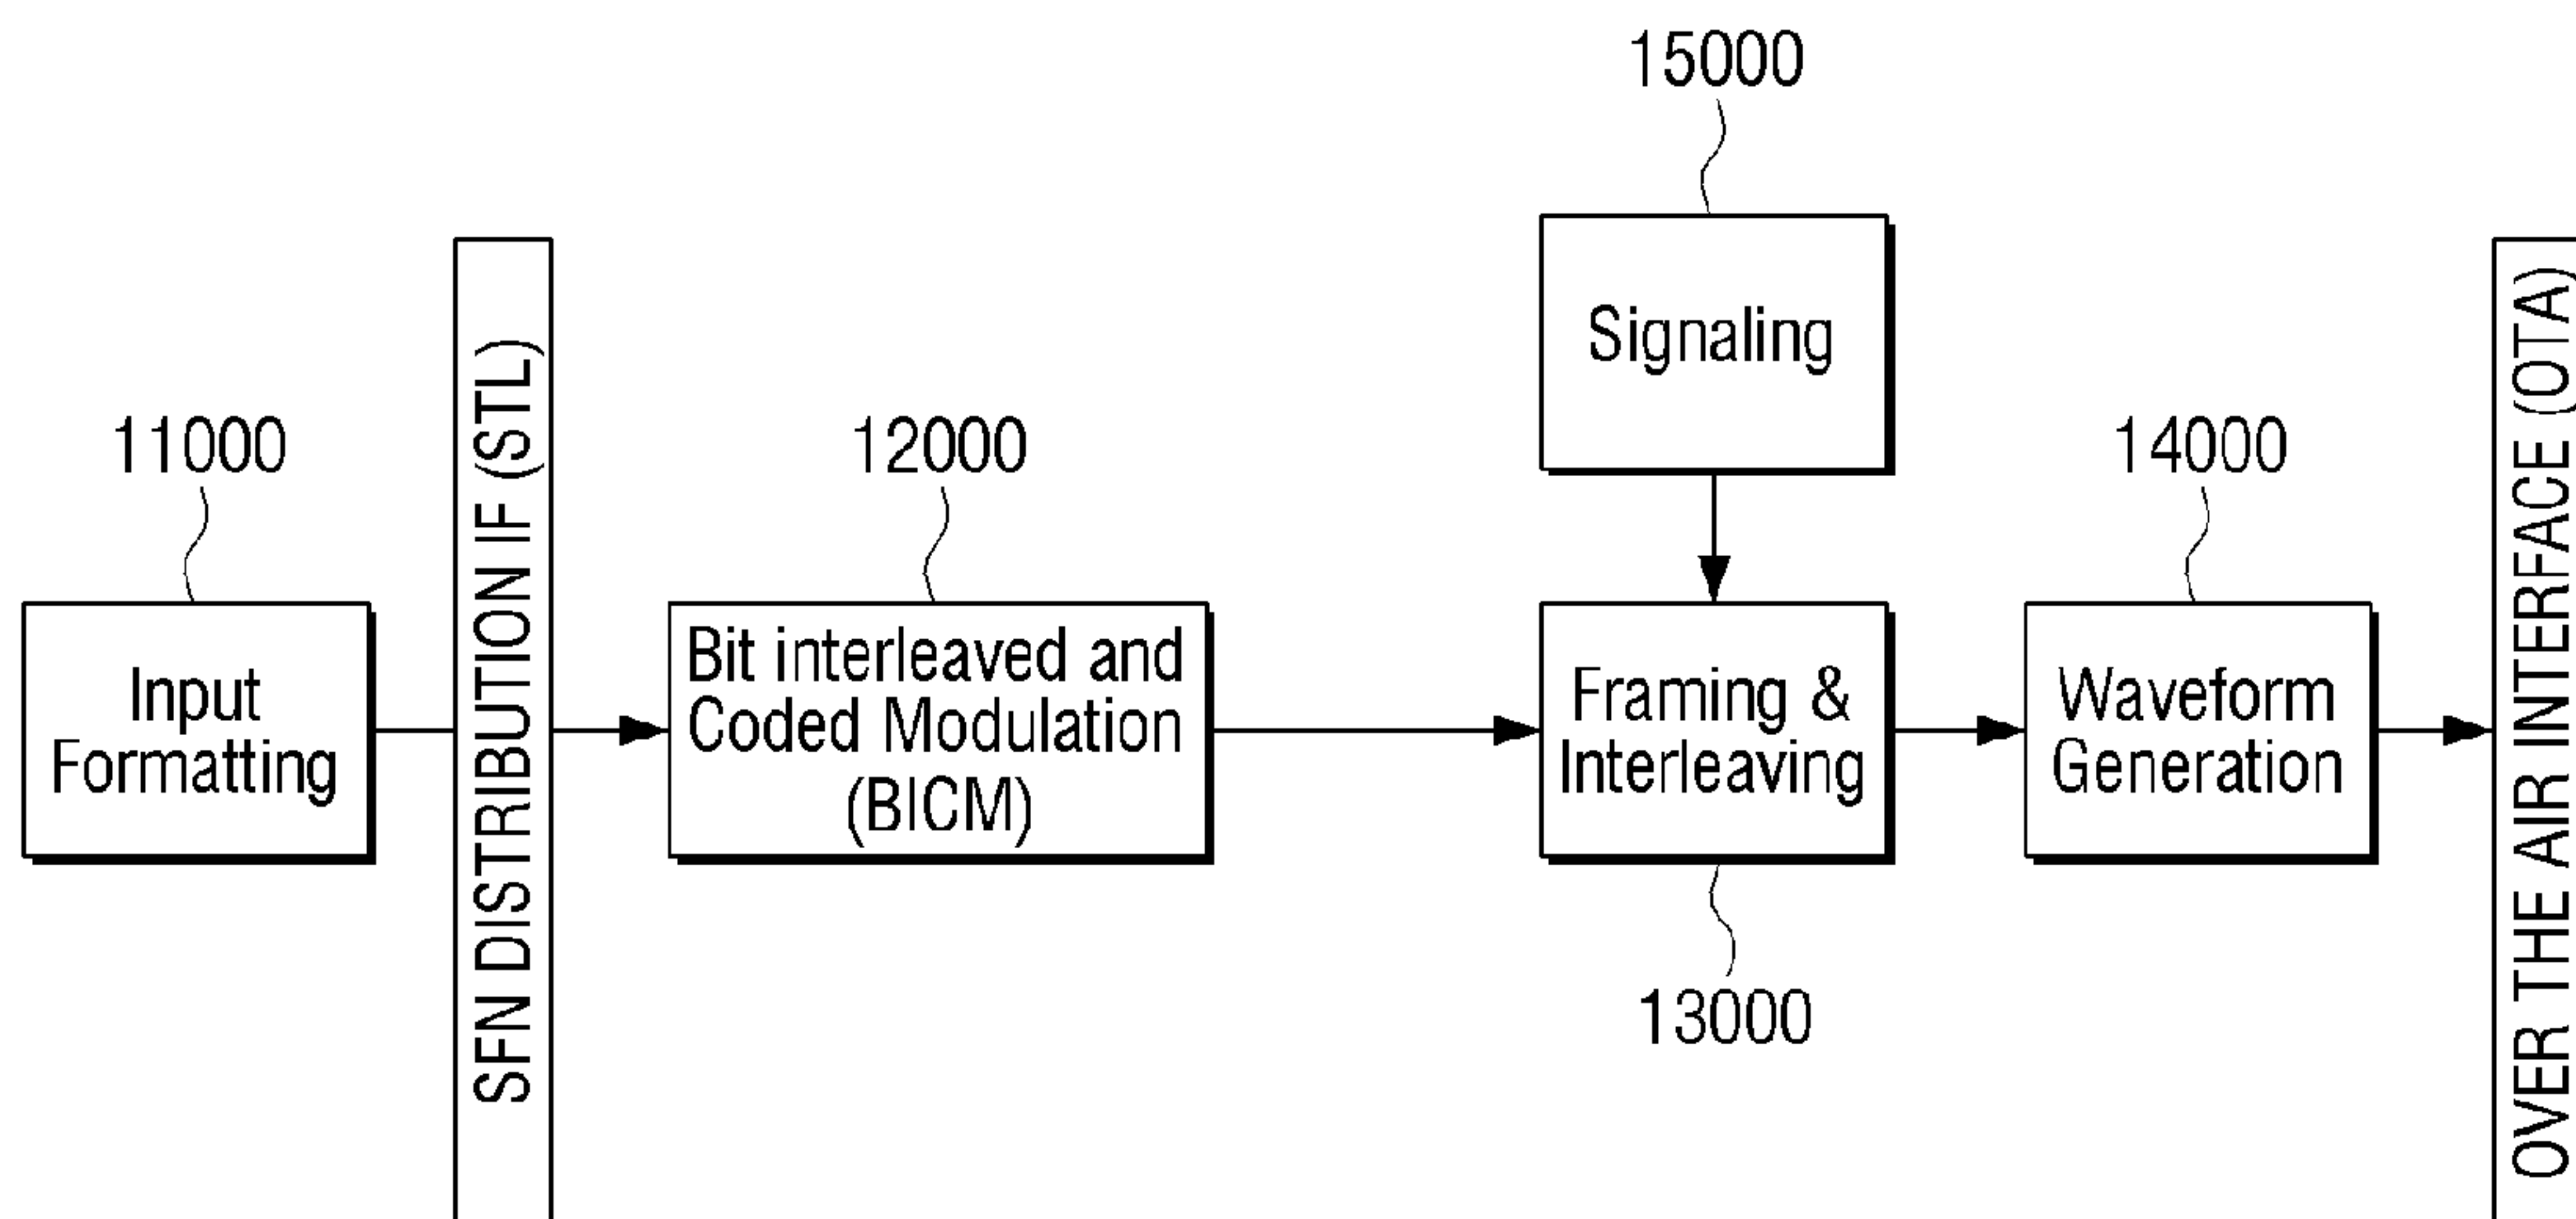 15000
Signaling
11000
Input
Formatting
SFN DISTRIBUTION IF (STL)
12000
Bit interleaved and
Coded Modulation
(BICM)
Framing &
Interleaving
13000
14000
Waveform
Generation
OVER THE AIR INTERFACE (OTA)